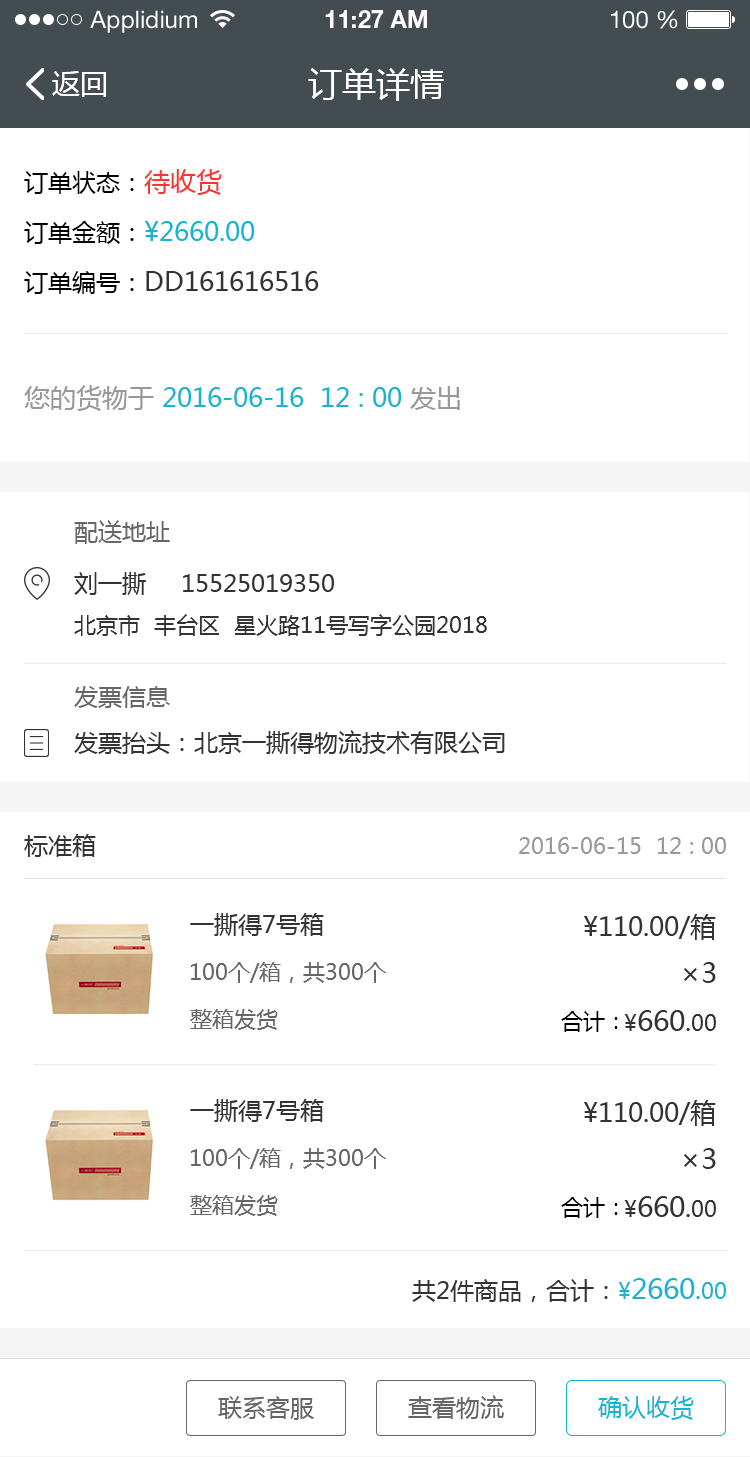 Applidium 11:27 AM 100 %
返回 订单详情
订单状态：待收货
订单金额：¥2660.00
订单编号：DD161616516
您的货物于 2016-06-16 12 : 00 发出
配送地址
刘一撕 15525019350
北京市 丰台区 星火路11号写字公园2018
发票信息
发票抬头：北京一撕得物流技术有限公司
标准箱 2016-06-15 12 : 00
一撕得7号箱 ¥110.00/箱
100个/箱，共300个 ×3
整箱发货 合计：¥660.00
一撕得7号箱 ¥110.00/箱
100个/箱，共300个 ×3
整箱发货 合计：¥660.00
共2件商品，合计：¥2660.00
联系客服 查看物流 确认收货